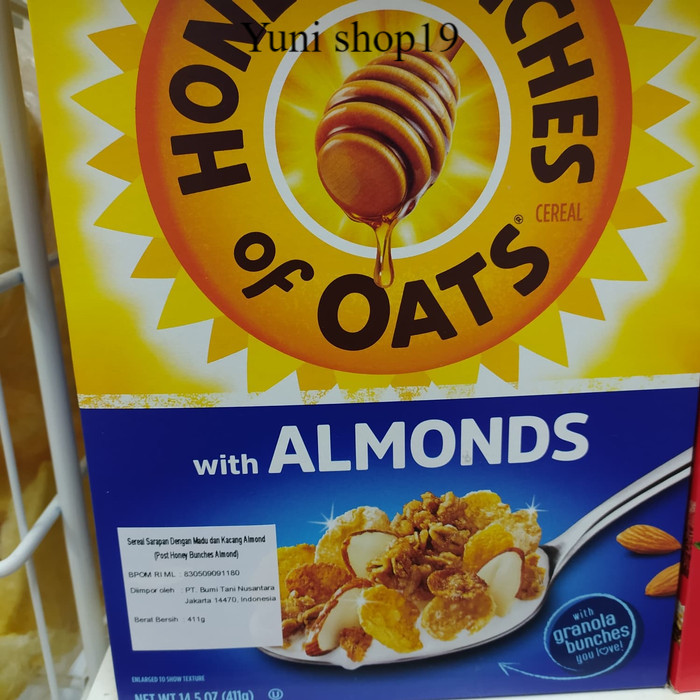 Yuni shop19
HONEY BUNCHES
of OATS®
CEREAL
with ALMONDS
Sereal Sarapan Dengan Madu dan Kacang Almond
(Post Honey Bunches Almond)
BPOM RI ML : 830509091180
Diimpor oleh : PT. Bumi Tani Nusantara
Jakarta 14470, Indonesia
Berat Bersih : 411g
with
granola
bunches
you love!
ENLARGED TO SHOW TEXTURE
NET WT 14.5 OZ (411g) U